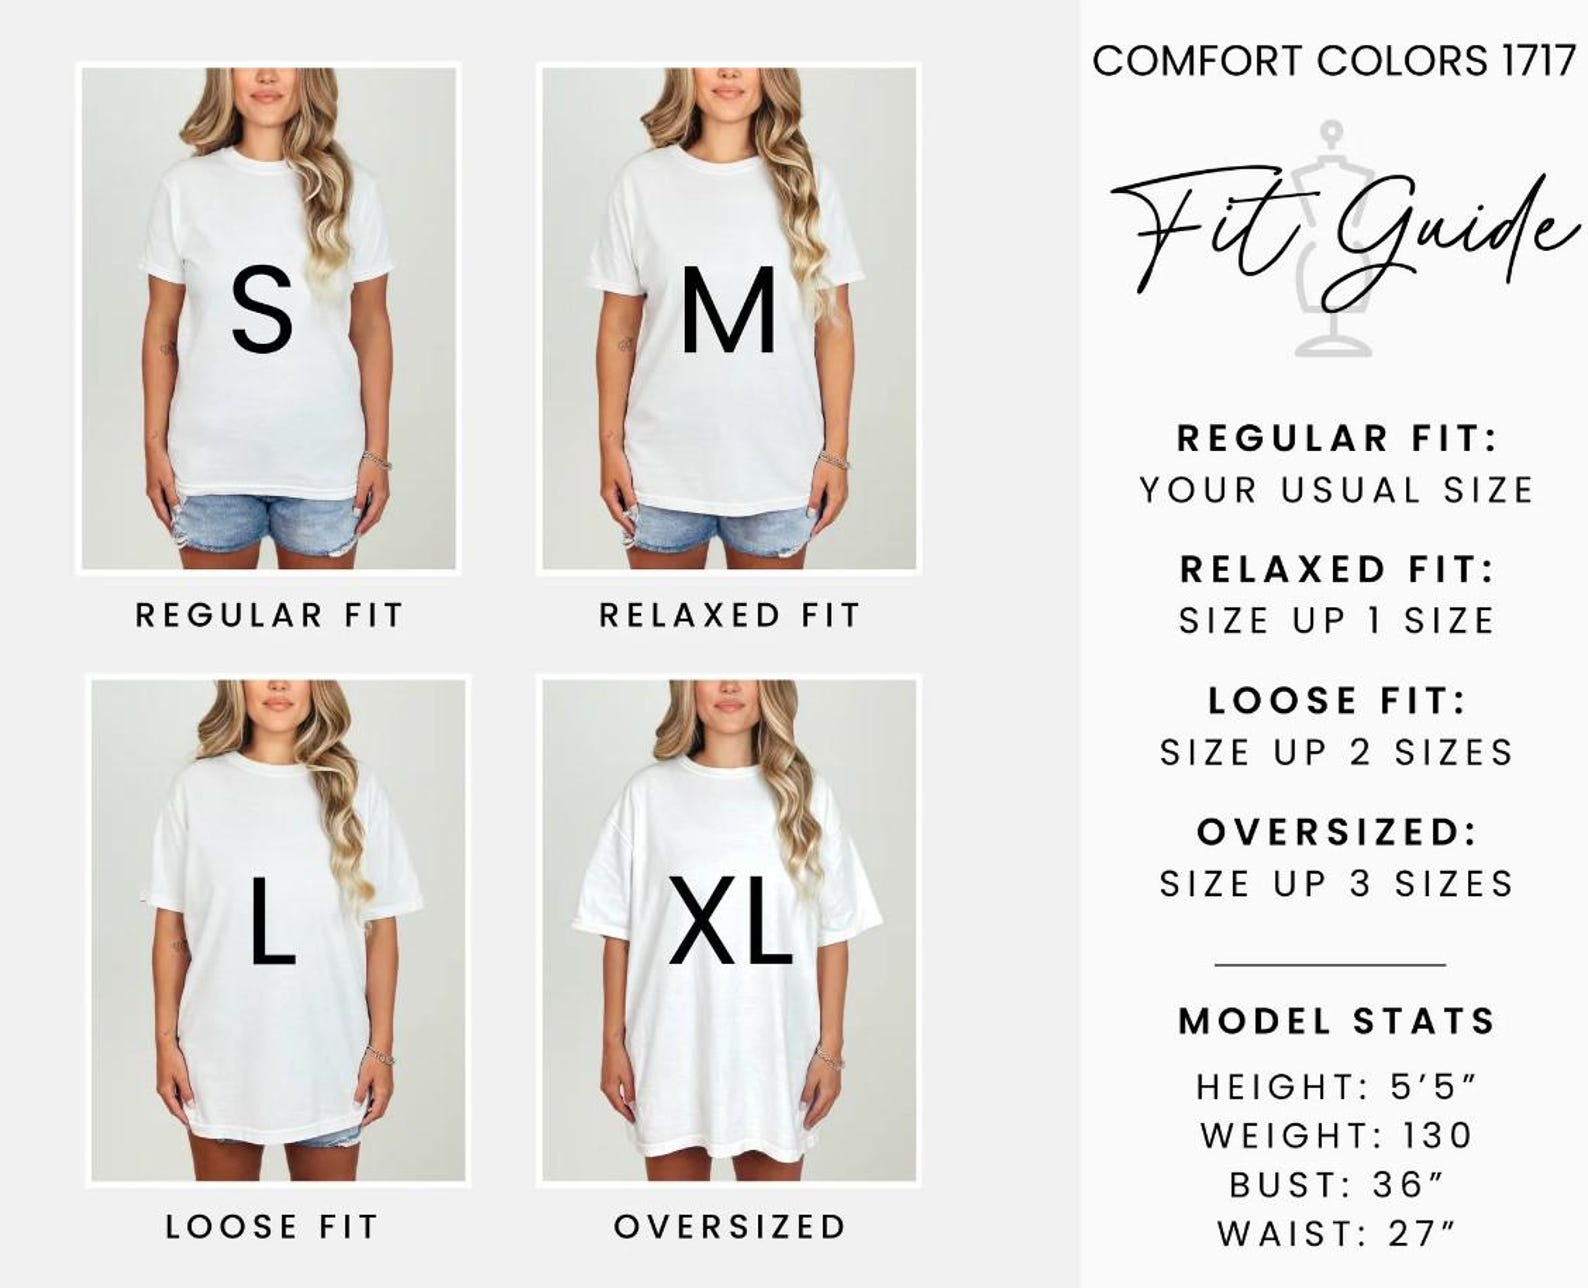 COMFORT COLORS 1717
Fit Guide
S
M
REGULAR FIT
RELAXED FIT
L
XL
LOOSE FIT
OVERSIZED
REGULAR FIT:
YOUR USUAL SIZE
RELAXED FIT:
SIZE UP 1 SIZE
LOOSE FIT:
SIZE UP 2 SIZES
OVERSIZED:
SIZE UP 3 SIZES
MODEL STATS
HEIGHT: 5’5”
WEIGHT: 130
BUST: 36”
WAIST: 27”